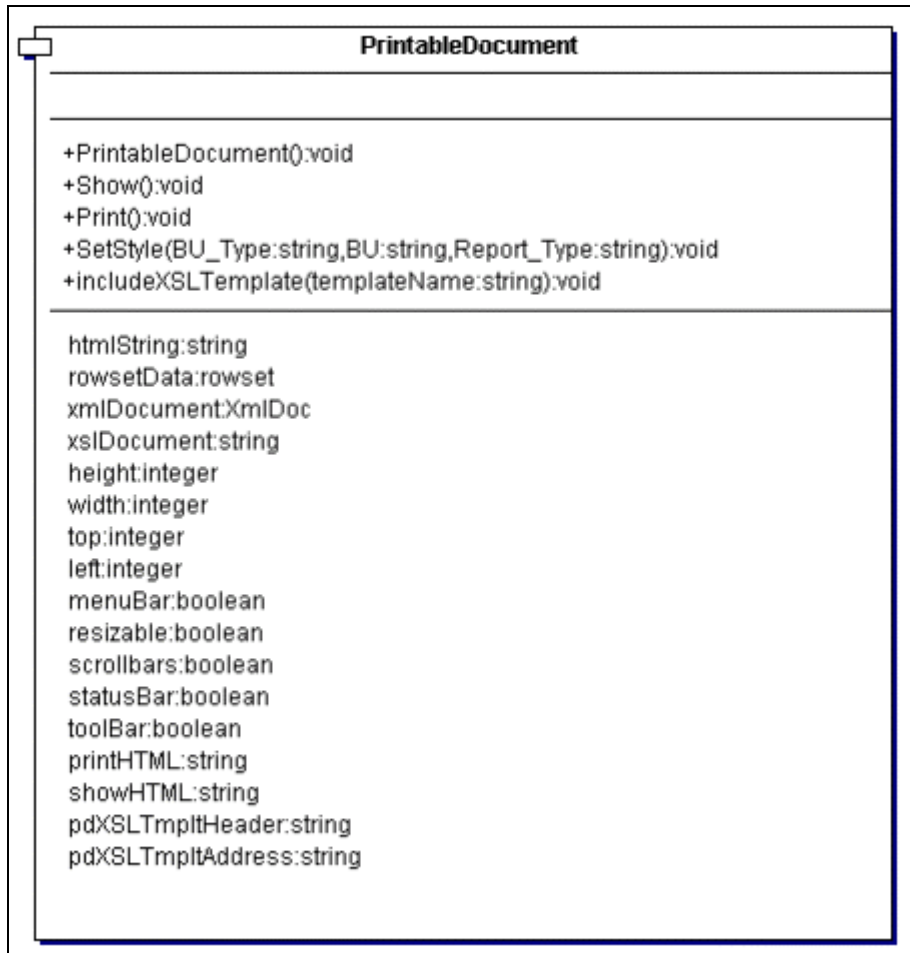 PrintableDocument
+PrintableDocument():void
+Show():void
+Print():void
+SetStyle(BU_Type:string,BU:string,Report_Type:string):void
+includeXSLTemplate(templateName:string):void
htmlString:string
rowsetData:rowset
xmlDocument:XmlDoc
xslDocument:string
height:integer
width:integer
top:integer
left:integer
menuBar:boolean
resizable:boolean
scrollbars:boolean
statusBar:boolean
toolBar:boolean
printHTML:string
showHTML:string
pdXSLTmpltHeader:string
pdXSLTmpltAddress:string